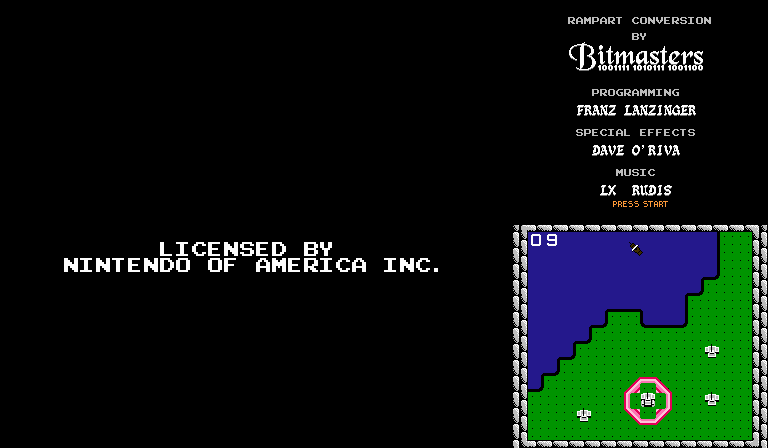 LICENSED BY
NINTENDO OF AMERICA INC.
RAMPART CONVERSION
BY
Bitmasters
1001111 1010111 1001100
PROGRAMMING
FRANZ LANZINGER
SPECIAL EFFECTS
DAVE O'RIVA
MUSIC
LX RUDIS
PRESS START
09